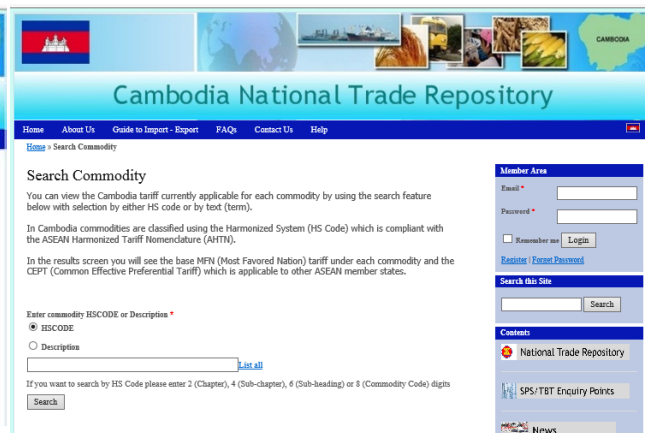 CAMBODIA
Cambodia National Trade Repository
Home About Us Guide to Import - Export FAQs Contact Us Help
Home » Search Commodity
Search Commodity
You can view the Cambodia tariff currently applicable for each commodity by using the search feature
below with selection by either HS code or by text (term).
In Cambodia commodities are classified using the Harmonized System (HS Code) which is compliant with
the ASEAN Harmonized Tariff Nomenclature (AHTN).
In the results screen you will see the base MFN (Most Favored Nation) tariff under each commodity and the
CEPT (Common Effective Preferential Tariff) which is applicable to other ASEAN member states.
Enter commodity HSCODE or Description *
HSCODE
Description
List all
If you want to search by HS Code please enter 2 (Chapter), 4 (Sub-chapter), 6 (Sub-heading) or 8 (Commodity Code) digits
Search
Member Area
Email *
Password *
Remember me Login
Register | Forget Password
Search this Site
Search
Contents
National Trade Repository
SPS/TBT Enquiry Points
News